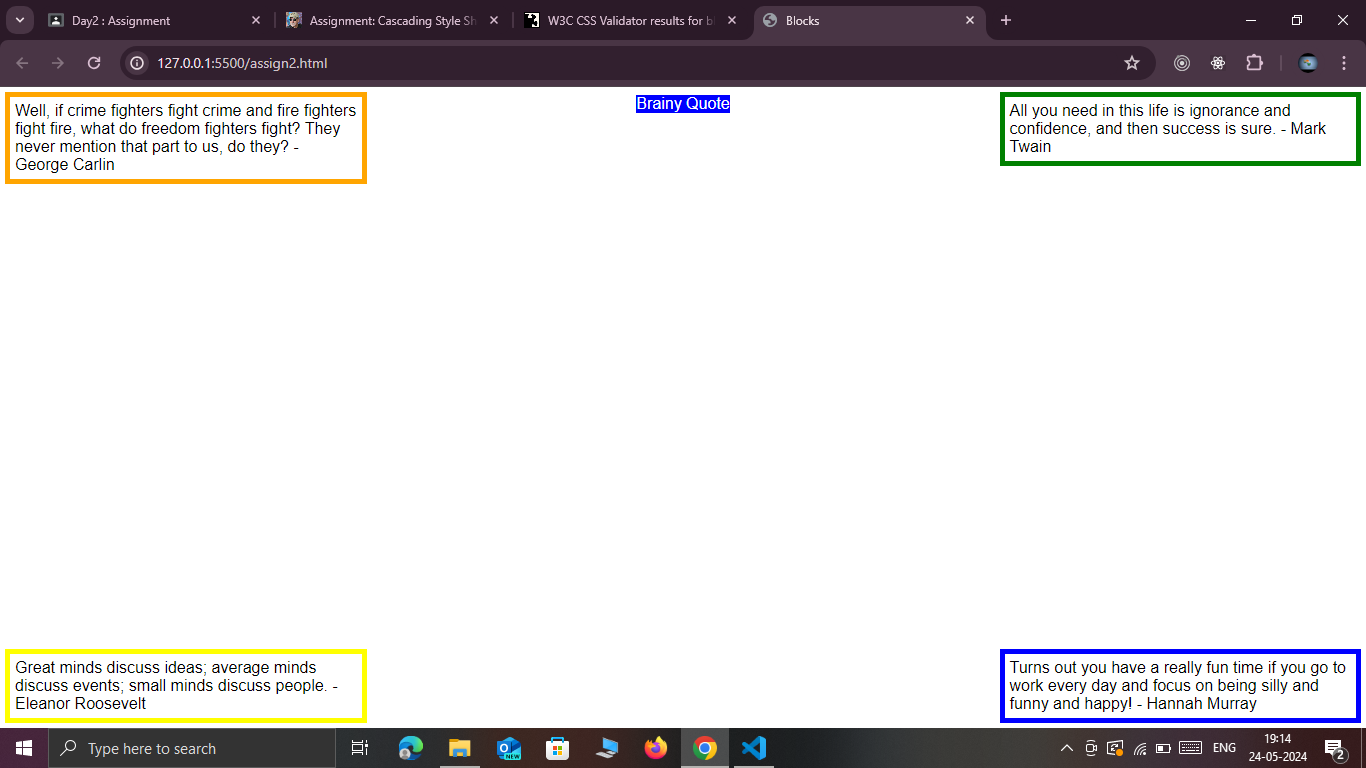 Day2 : Assignment
Assignment: Cascading Style Sh
W3C CSS Validator results for bl
Blocks
127.0.0.1:5500/assign2.html
Well, if crime fighters fight crime and fire fighters
fight fire, what do freedom fighters fight? They
never mention that part to us, do they? -
George Carlin
Brainy Quote
All you need in this life is ignorance and
confidence, and then success is sure. - Mark
Twain
Great minds discuss ideas; average minds
discuss events; small minds discuss people. -
Eleanor Roosevelt
Turns out you have a really fun time if you go to
work every day and focus on being silly and
funny and happy! - Hannah Murray
Type here to search
NEW
ENG
19:14
24-05-2024
2